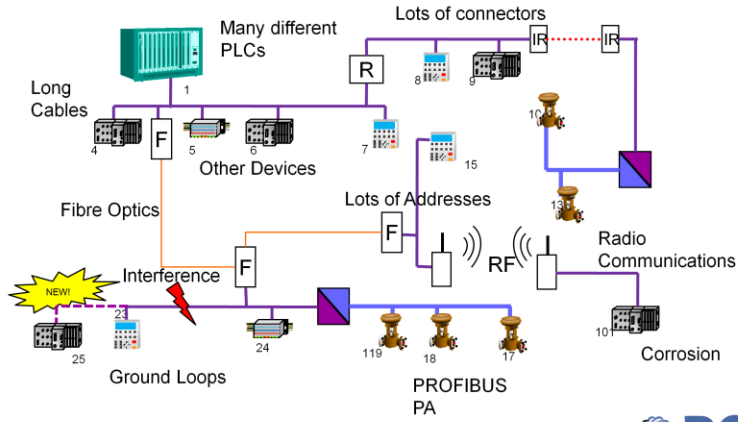 Many different
PLCs
Lots of connectors
IR
IR
R
1
8
9
Long
Cables
4
F
5
6
7
Other Devices
15
10
13
Fibre Optics
Lots of Addresses
F
F
RF
Radio
Communications
Interference
NEW!
23
25
24
119
18
17
101
Ground Loops
PROFIBUS
PA
Corrosion